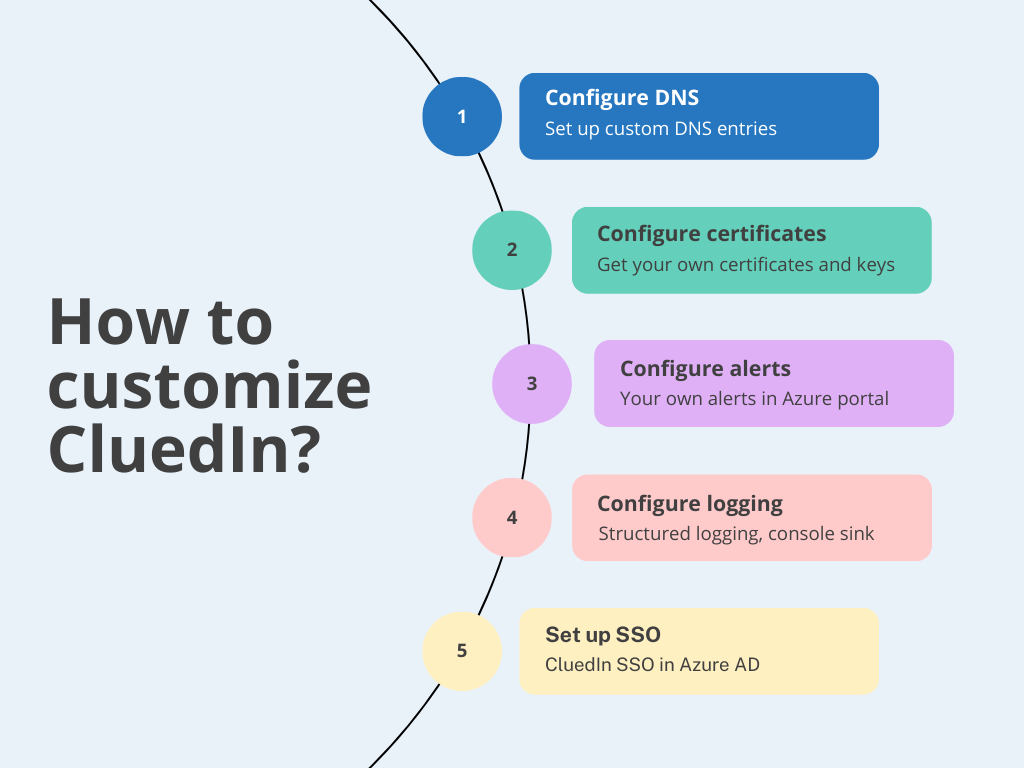 How to
customize
CluedIn?
1
Configure DNS
Set up custom DNS entries
2
Configure certificates
Get your own certificates and keys
3
Configure alerts
Your own alerts in Azure portal
4
Configure logging
Structured logging, console sink
5
Set up SSO
CluedIn SSO in Azure AD